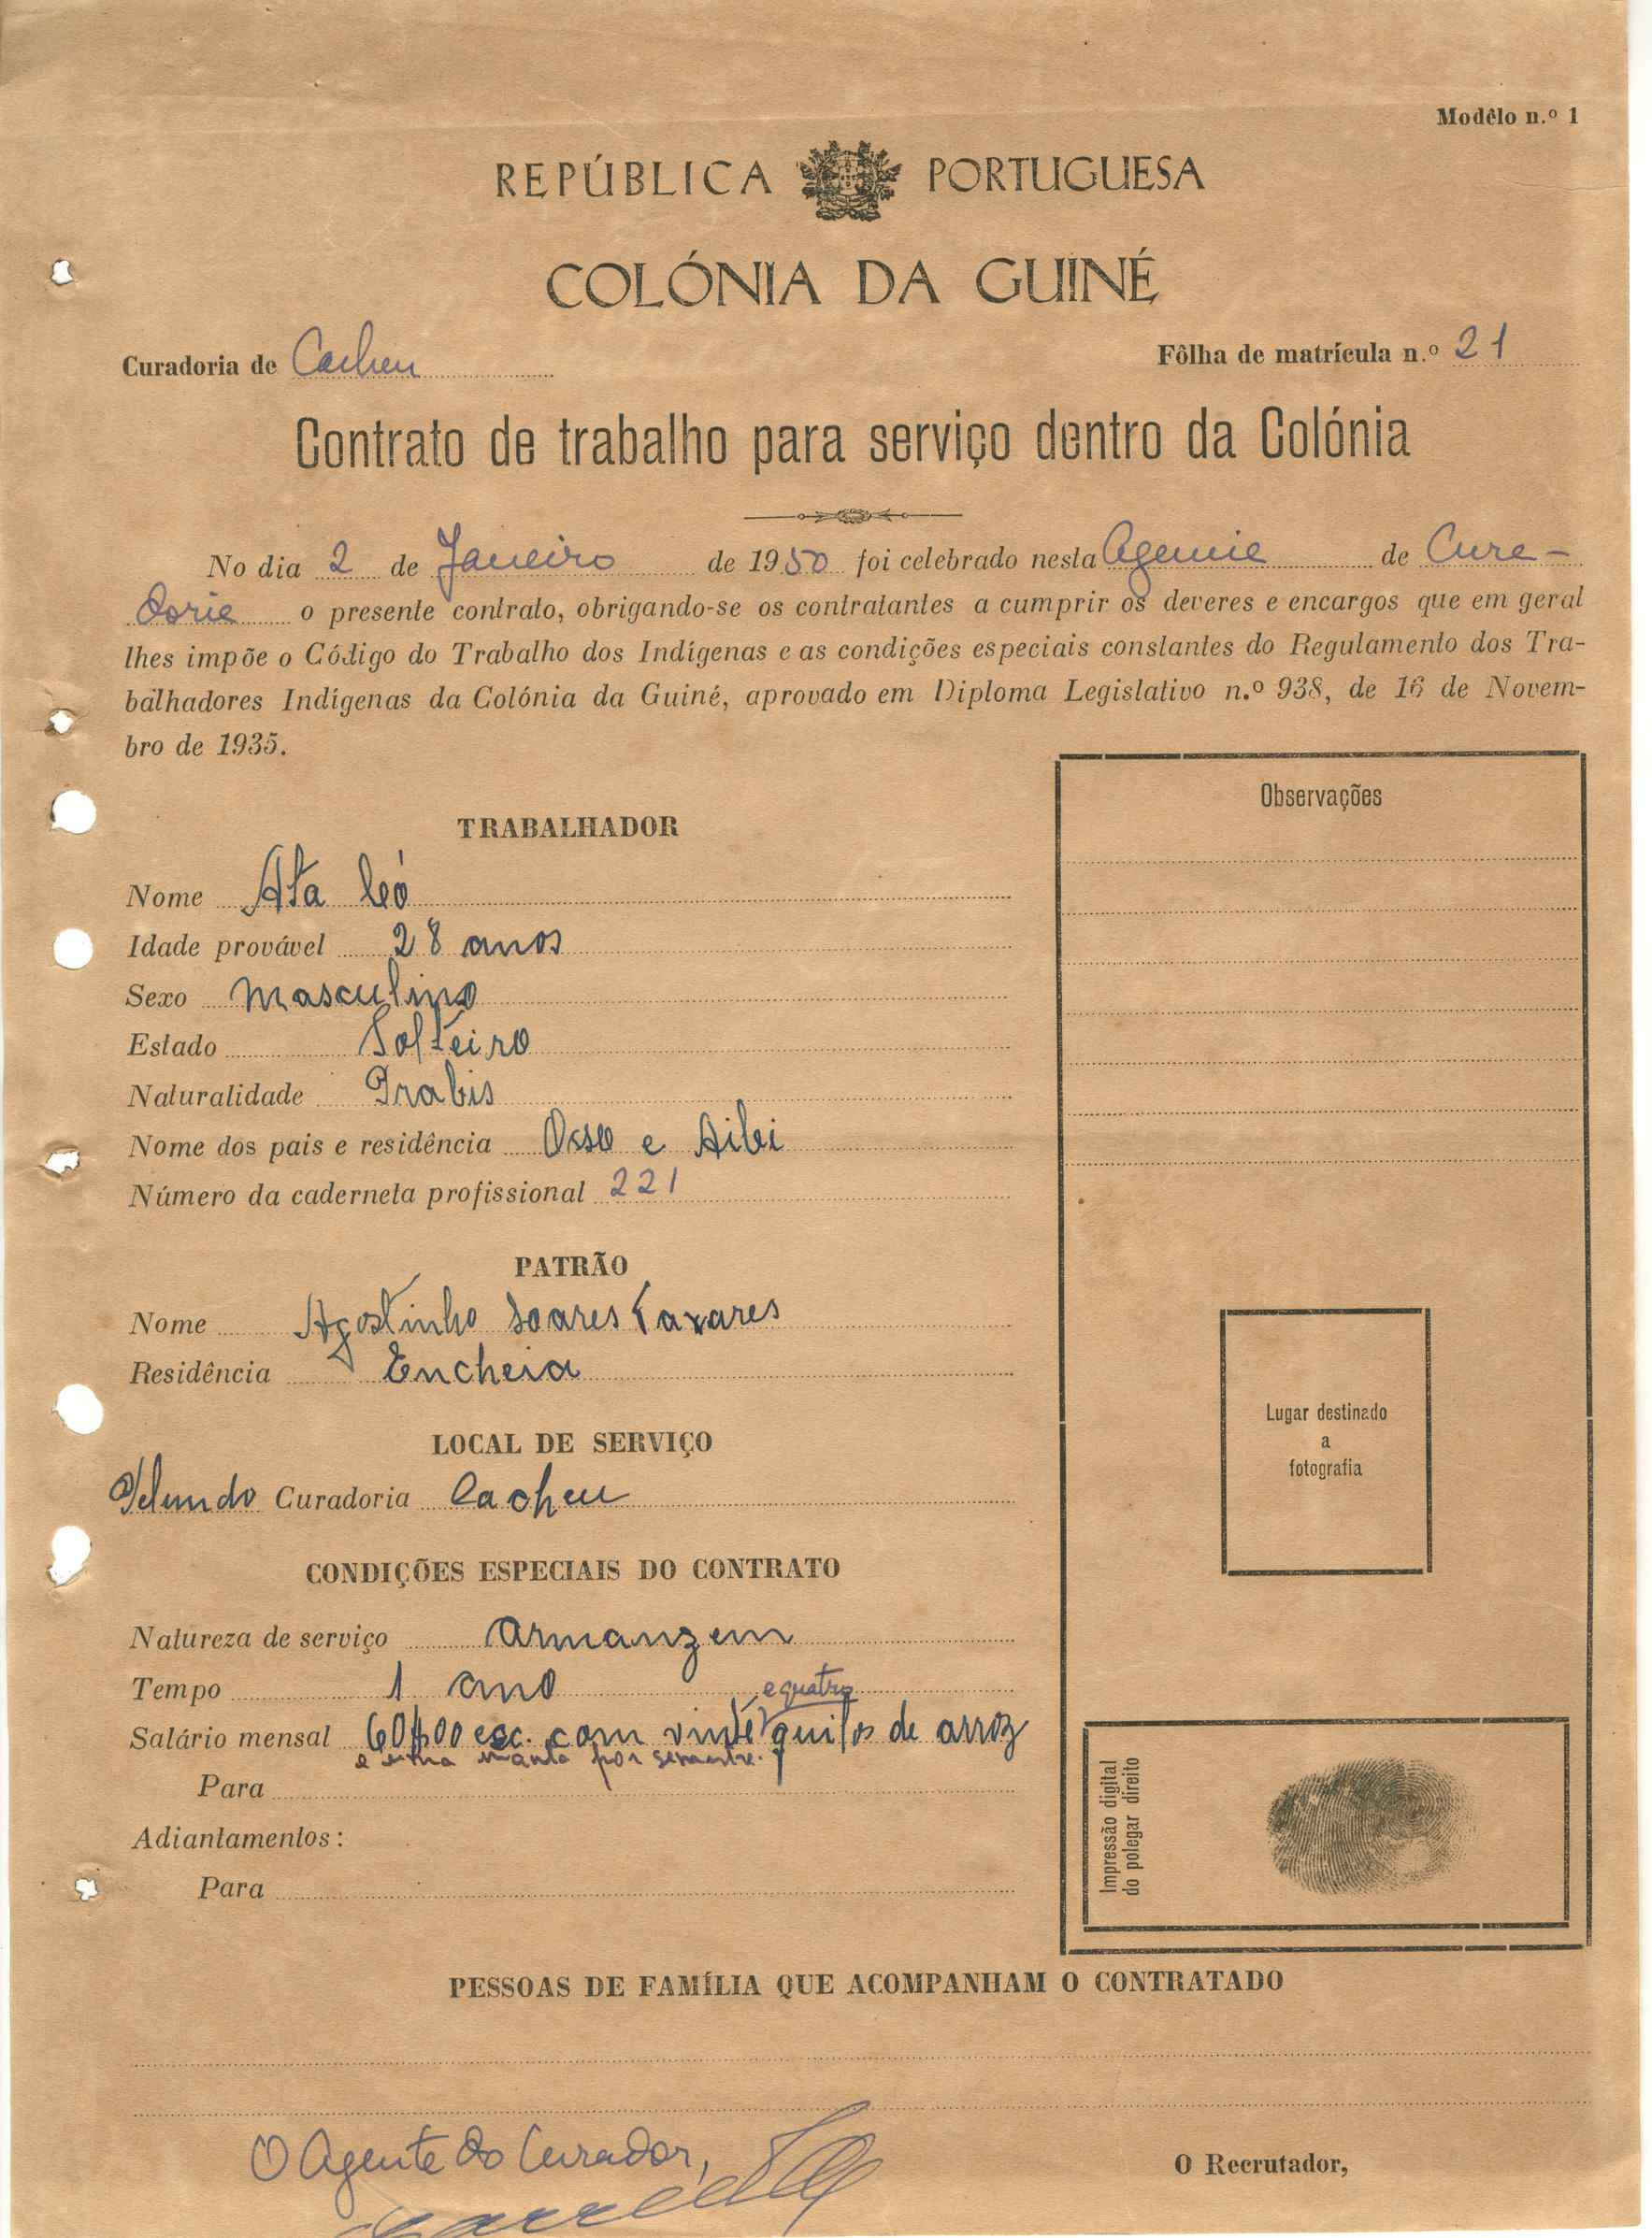 Modêlo n.º 1
REPÚBLICA PORTUGUESA
COLÓNIA DA GUINÉ
Curadoria de Cacheu Fôlha de matrícula n.º 21
Contrato de trabalho para serviço dentro da Colónia
No dia 2 de Janeiro de 1950 foi celebrado nesta Agencia de Cura-
doria o presente contrato, obrigando-se os contratantes a cumprir os deveres e encargos que em geral
lhes impõe o Código do Trabalho dos Indígenas e as condições especiais constantes do Regulamento dos Tra-
balhadores Indígenas da Colónia da Guiné, aprovado em Diploma Legislativo n.º 938, de 16 de Novem-
bro de 1935.
Observações
TRABALHADOR
Nome Ata Có
Idade provável 28 anos
Sexo masculino
Estado Solteiro
Naturalidade Prabis
Nome dos pais e residência Osso e Aibi
Número da caderneta profissional 221
PATRÃO
Nome Agostinho Soares Tavares
Residência Encheia
Lugar destinado
a
fotografia
LOCAL DE SERVIÇO
Pelundo Curadoria Cacheu
CONDIÇÕES ESPECIAIS DO CONTRATO
Natureza de serviço armanzem
Tempo 1 ano
e quatro
Salário mensal 60$00 esc. com vinte quilos de arroz
e uma manta por semestre.
Para
Adiantamentos:
Para
Impressão digital
do polegar direito
PESSOAS DE FAMÍLIA QUE ACOMPANHAM O CONTRATADO
O Agente do Curador,
O Recrutador,